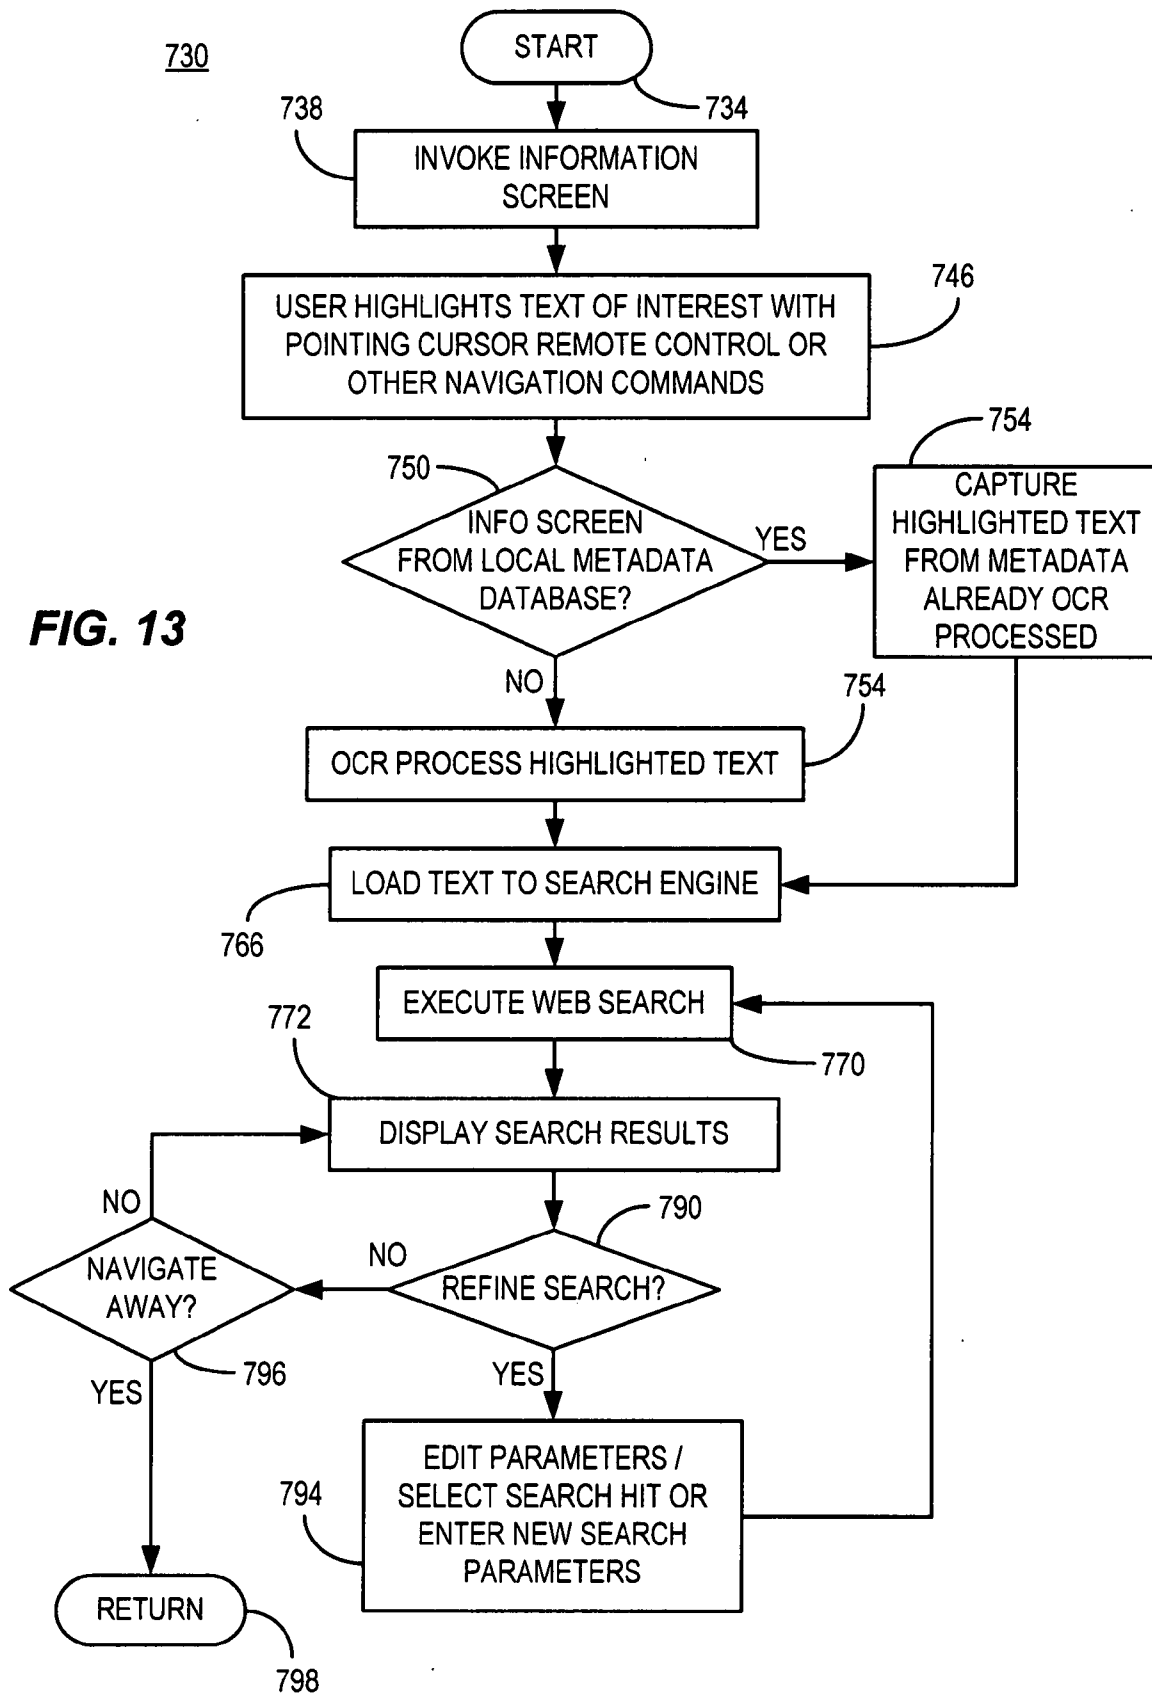 730
START
734
738
INVOKE INFORMATION
SCREEN
746
USER HIGHLIGHTS TEXT OF INTEREST WITH
POINTING CURSOR REMOTE CONTROL OR
OTHER NAVIGATION COMMANDS
754
750
INFO SCREEN
FROM LOCAL METADATA
DATABASE?
YES
CAPTURE
HIGHLIGHTED TEXT
FROM METADATA
ALREADY OCR
PROCESSED
FIG. 13
NO
754
OCR PROCESS HIGHLIGHTED TEXT
LOAD TEXT TO SEARCH ENGINE
766
EXECUTE WEB SEARCH
770
772
DISPLAY SEARCH RESULTS
NO
790
NAVIGATE
AWAY?
NO
REFINE SEARCH?
796
YES
YES
EDIT PARAMETERS /
SELECT SEARCH HIT OR
ENTER NEW SEARCH
PARAMETERS
794
RETURN
798